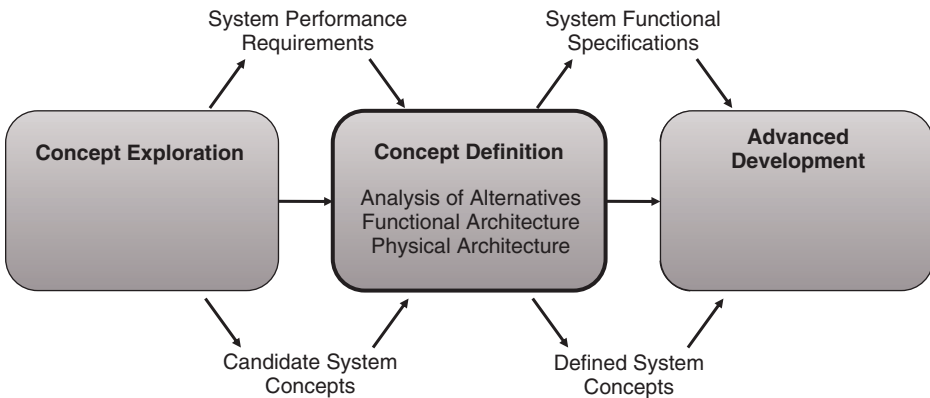 System Performance
Requirements
System Functional
Specifications
Concept Exploration
Concept Definition
Analysis of Alternatives
Functional Architecture
Physical Architecture
Advanced
Development
Candidate System
Concepts
Defined System
Concepts